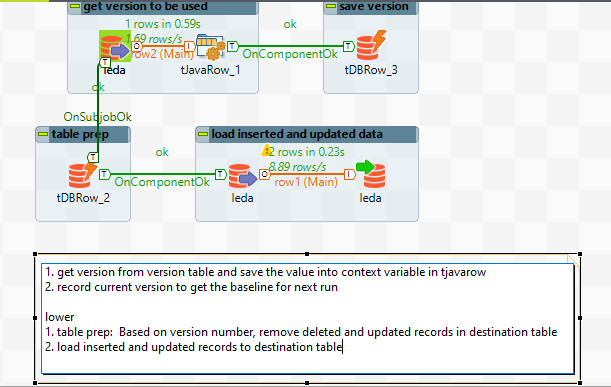 get version to be used
save version
1 rows in 0.59s
1.69 rows/s
ok
row2 (Main)
OnComponentOk
leda
tJavaRow_1
tDBRow_3
ok
OnSubjobOk
table prep
load inserted and updated data
ok
2 rows in 0.23s
8.89 rows/s
OnComponentOk
row1 (Main)
tDBRow_2
leda
leda
1. get version from version table and save the value into context variable in tjavarow
2. record current version to get the baseline for next run
lower
1. table prep: Based on version number, remove deleted and updated records in destination table
2. load inserted and updated records to destination table